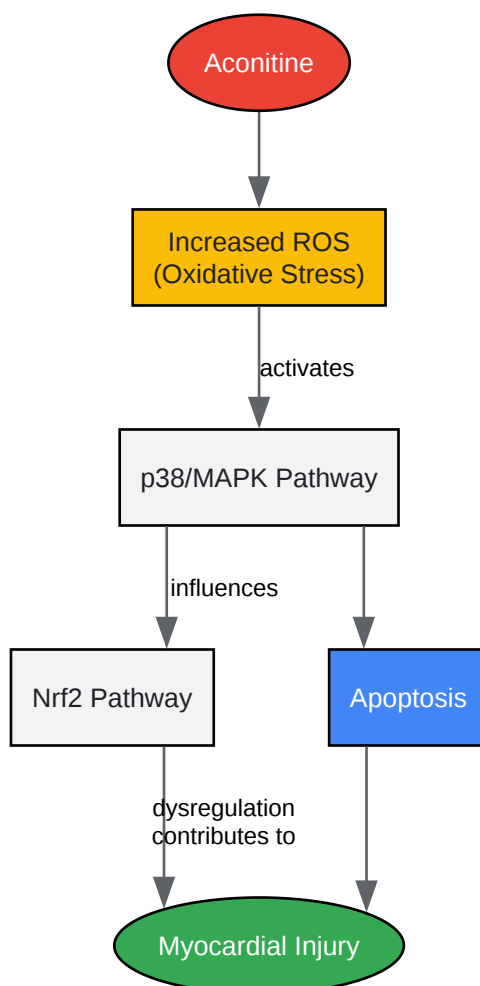 Aconitine
Increased ROS
(Oxidative Stress)
activates
p38/MAPK Pathway
influences
Nrf2 Pathway
Apoptosis
dysregulation
contributes to
Myocardial Injury